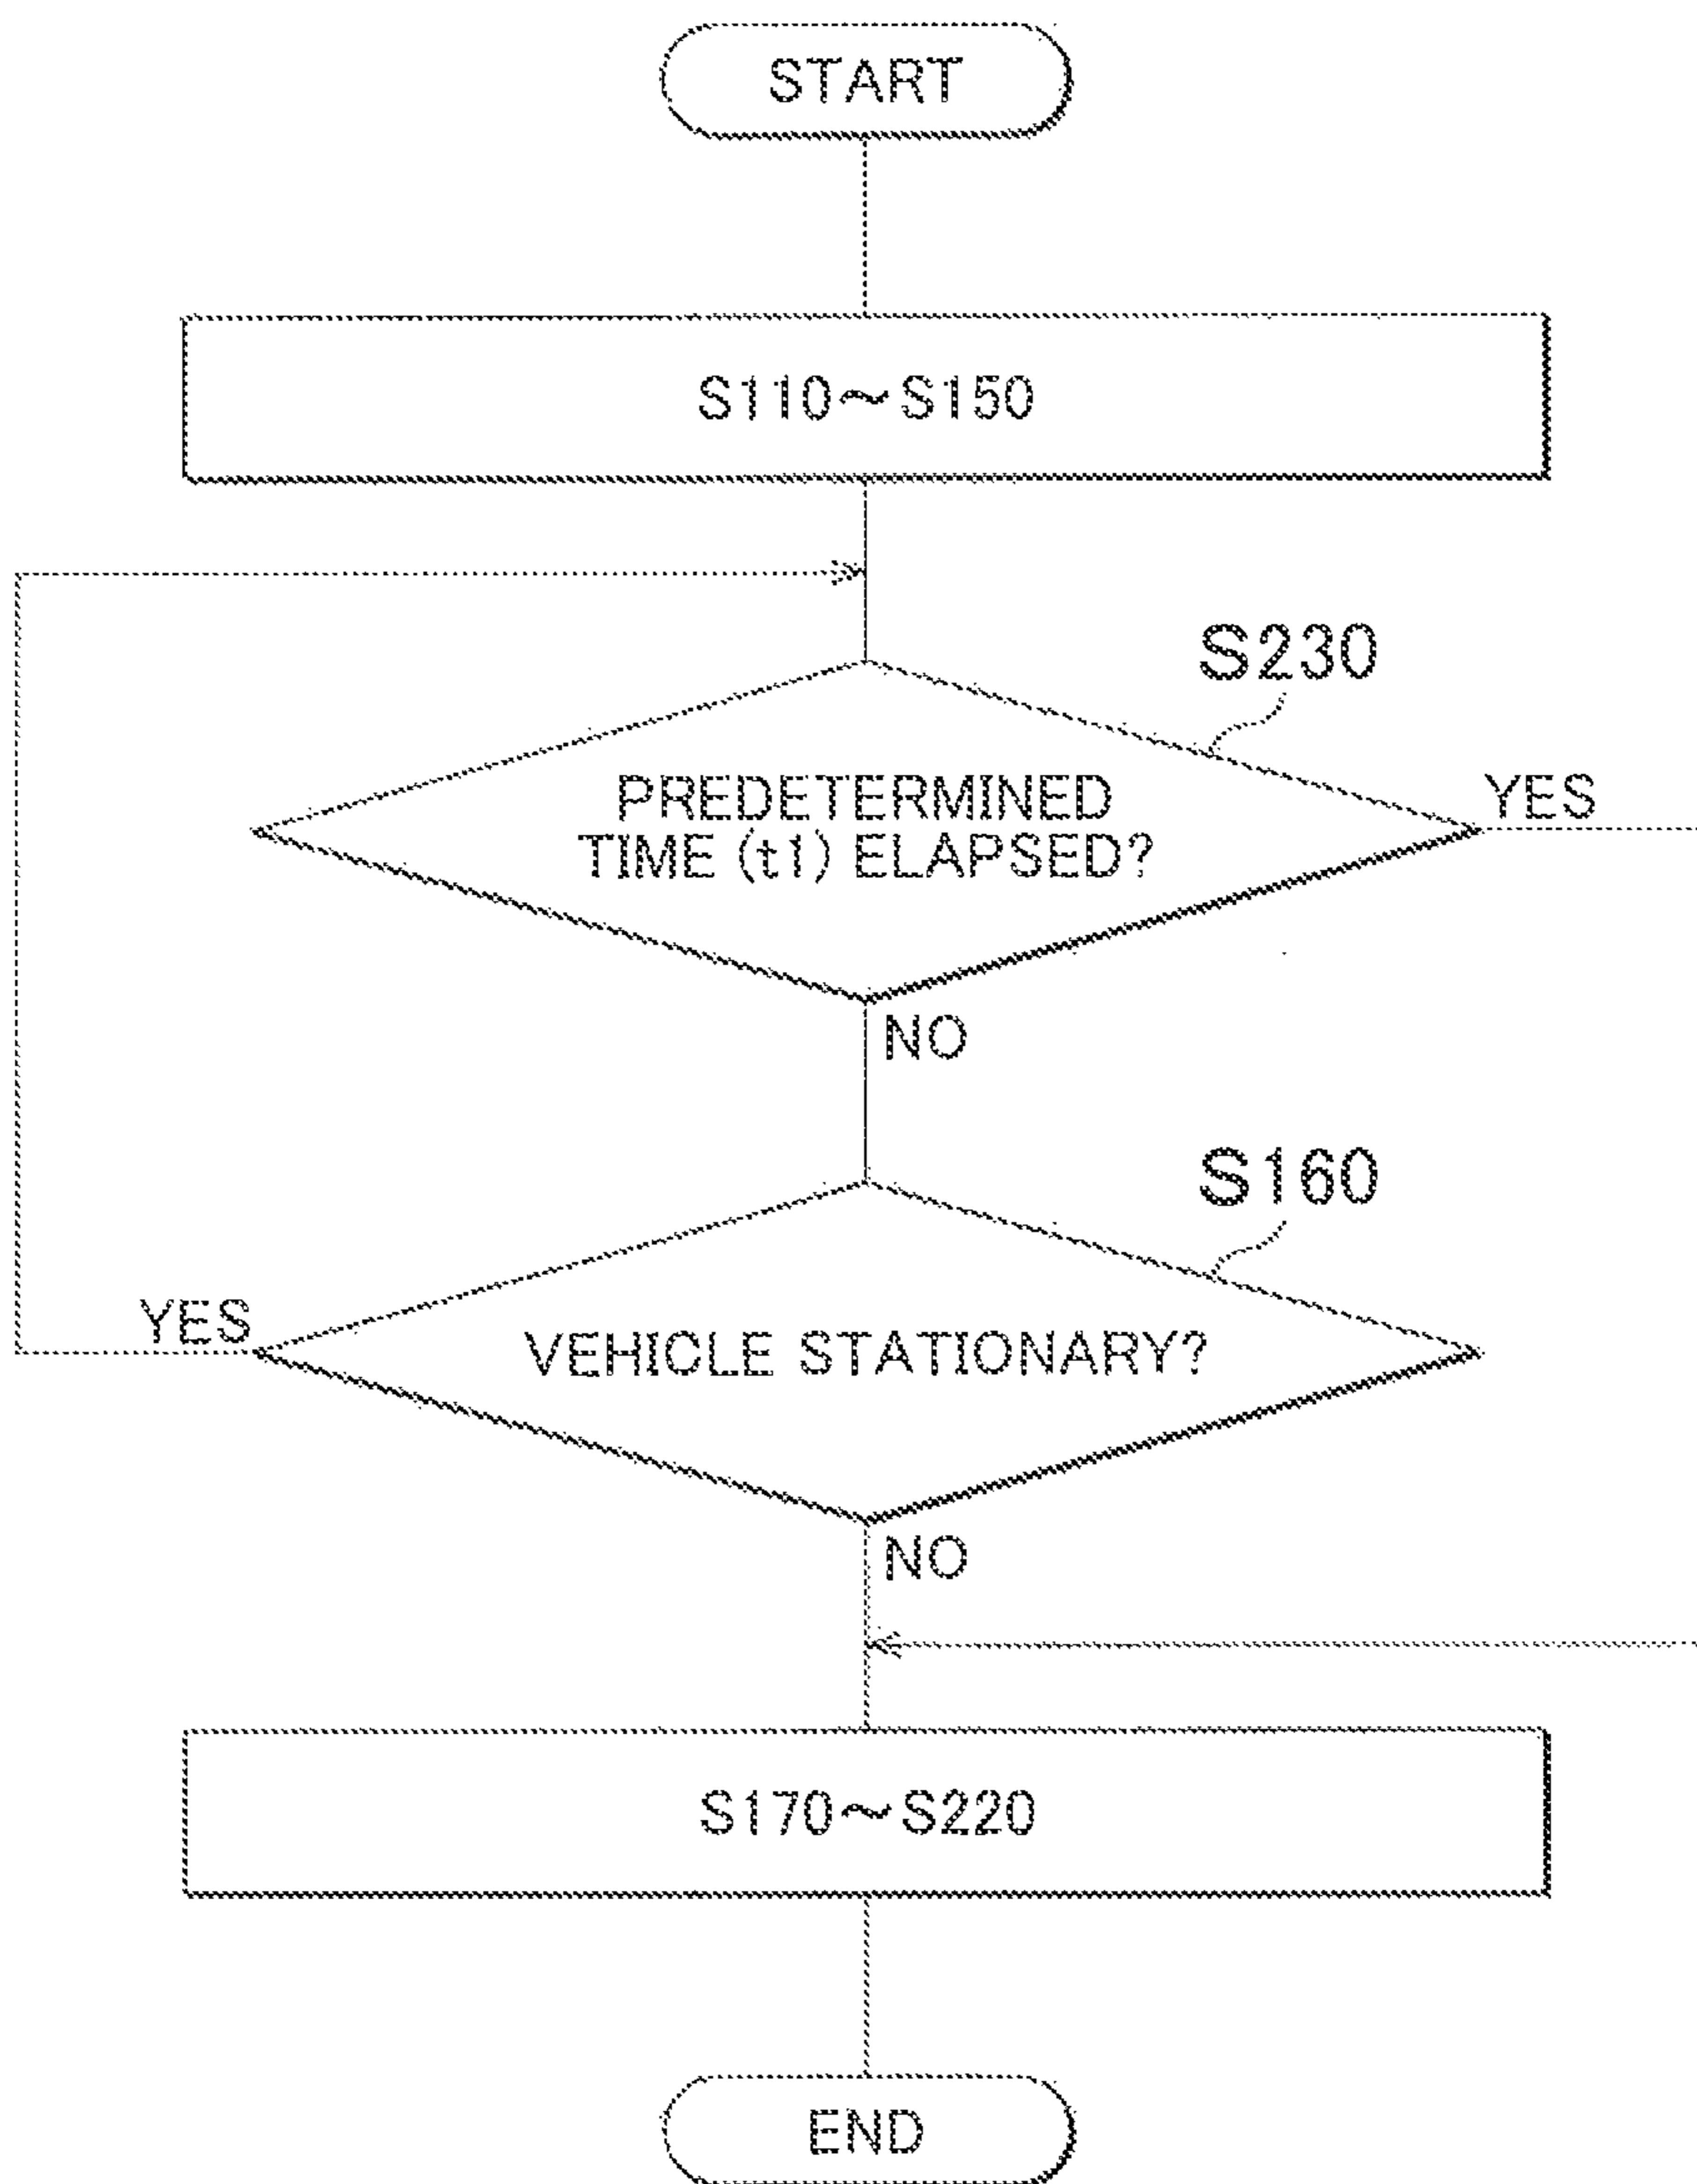 START
S110～S150
S230
PREDETERMINED
TIME (t1) ELAPSED?
YES
NO
S160
YES
VEHICLE STATIONARY?
NO
S170～S220
END